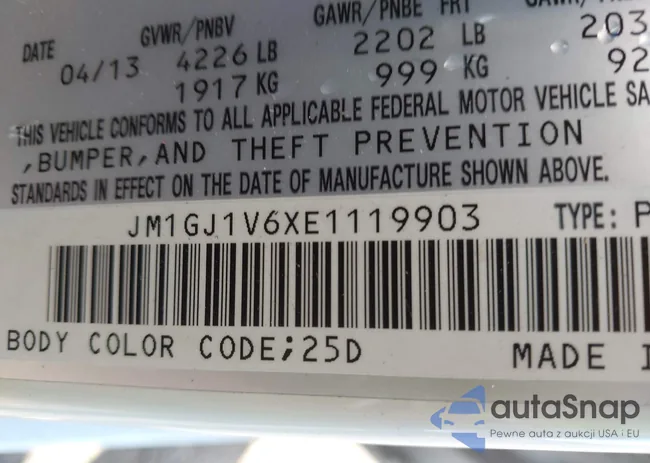 DATE GVWR/PNBV GAWR/PNBE FRT
04/13 4226 LB 2202 LB 203
1917 KG 999 KG 92
THIS VEHICLE CONFORMS TO ALL APPLICABLE FEDERAL MOTOR VEHICLE SA
,BUMPER,AND THEFT PREVENTION
STANDARDS IN EFFECT ON THE DATE OF MANUFACTURE SHOWN ABOVE.
JM1GJ1V6XE1119903 TYPE: P
BODY COLOR CODE;25D MADE I
autoSnap
Pewne auta z aukcji USA i EU